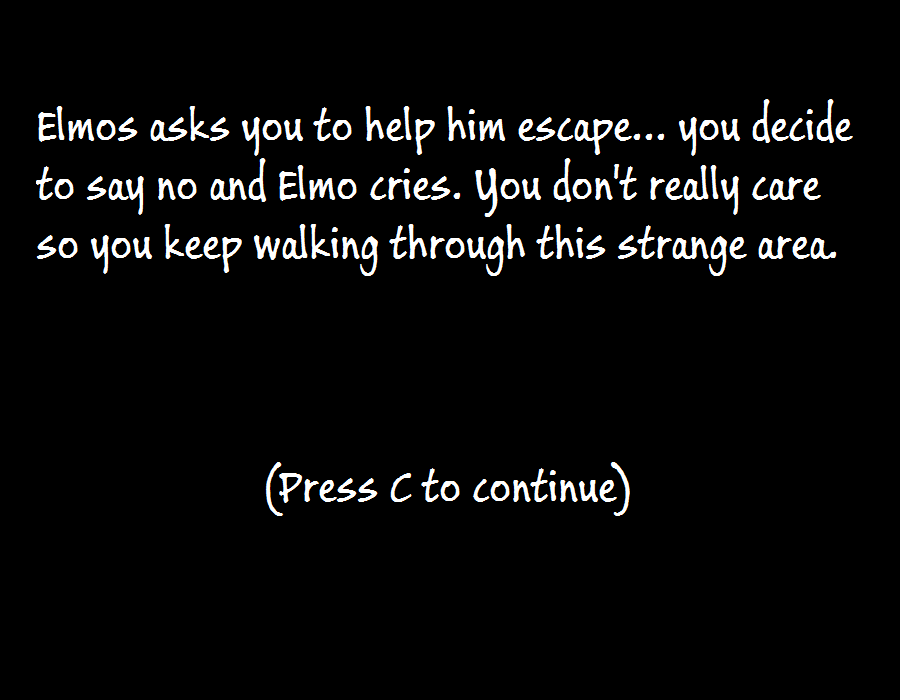 Elmos asks you to help him escape... you decide
to say no and Elmo cries. You don't really care
so you keep walking through this strange area.
(Press C to continue)